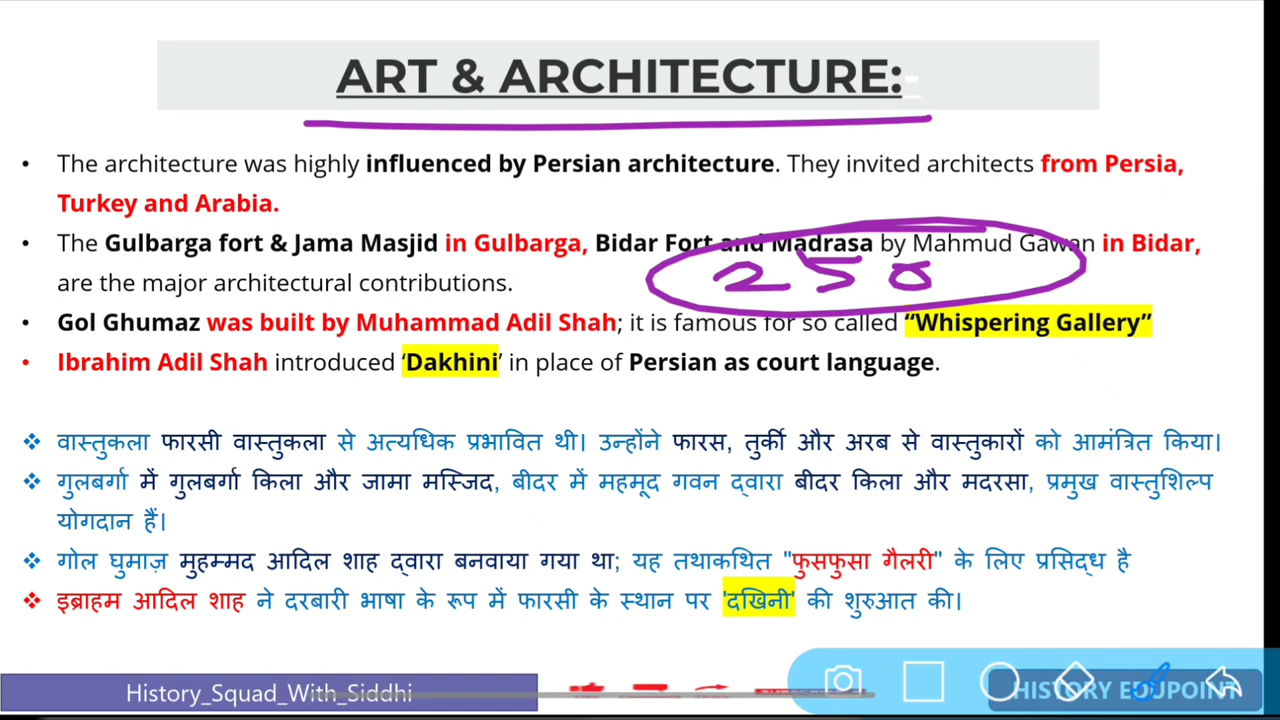 ART & ARCHITECTURE:-
• The architecture was highly influenced by Persian architecture. They invited architects from Persia,
Turkey and Arabia.
• The Gulbarga fort & Jama Masjid in Gulbarga, Bidar Fort and Madrasa by Mahmud Gawan in Bidar,
are the major architectural contributions.
250
• Gol Ghumaz was built by Muhammad Adil Shah; it is famous for so called “Whispering Gallery”
• Ibrahim Adil Shah introduced ‘Dakhini’ in place of Persian as court language.
❖ वास्तुकला फारसी वास्तुकला से अत्यधिक प्रभावित थी। उन्होंने फारस, तुर्की और अरब से वास्तुकारों को आमंत्रित किया।
❖ गुलबर्गा में गुलबर्गा किला और जामा मस्जिद, बीदर में महमूद गवन द्वारा बीदर किला और मदरसा, प्रमुख वास्तुशिल्प
योगदान हैं।
❖ गोल घुमाज़ मुहम्मद आदिल शाह द्वारा बनवाया गया था; यह तथाकथित "फुसफुसा गैलरी" के लिए प्रसिद्ध है
❖ इब्राहम आदिल शाह ने दरबारी भाषा के रूप में फारसी के स्थान पर 'दखिनी' की शुरुआत की।
History_Squad_With_Siddhi
HISTORY EDUPOINT